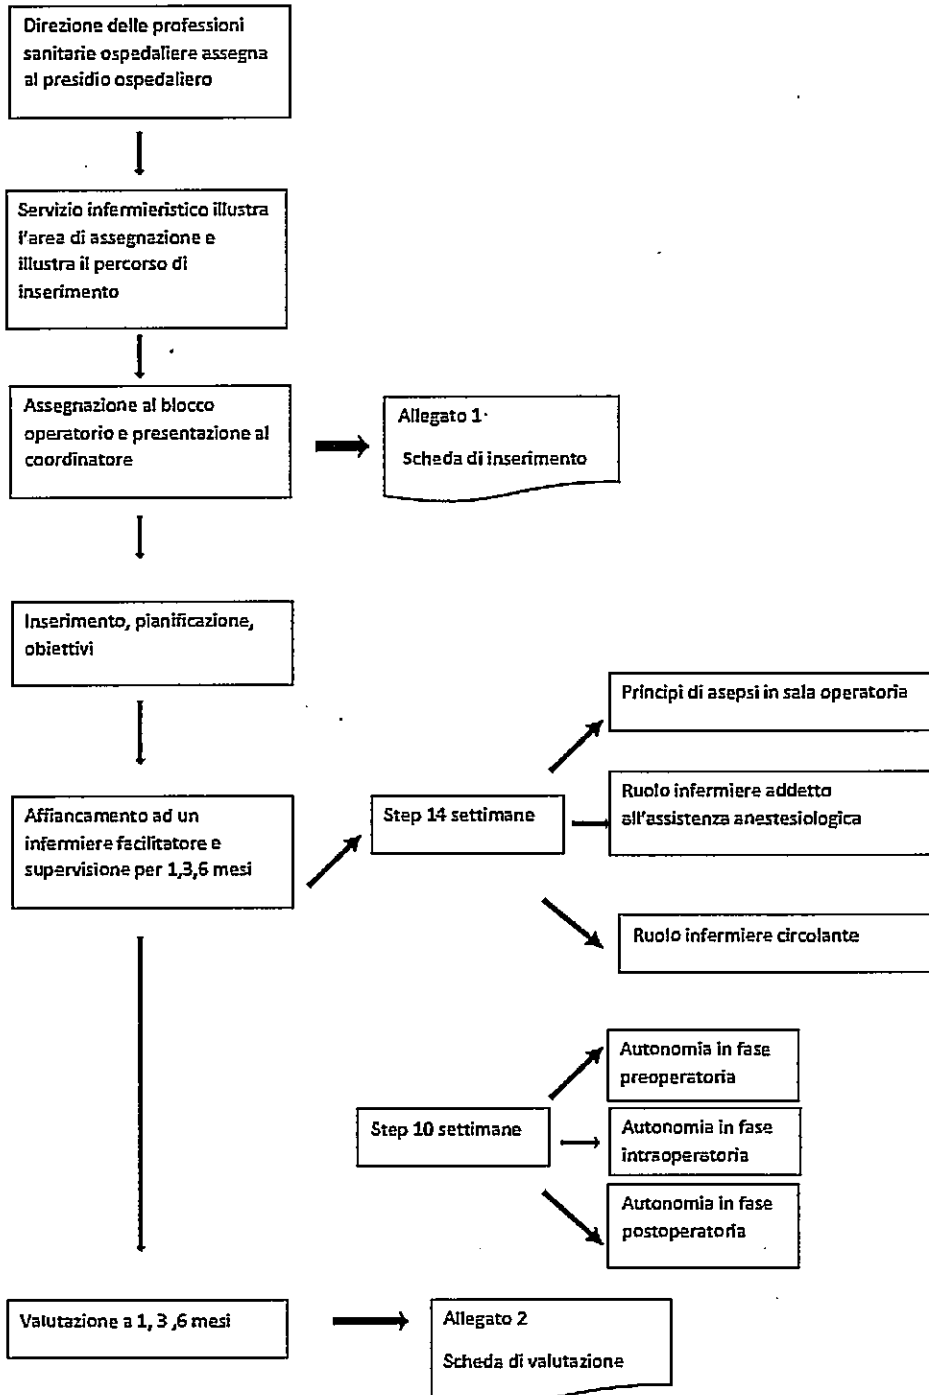 Direzione delle professioni
sanitarie ospedaliere assegna
al presidio ospedaliero
Servizio infermieristico illustra
l'area di assegnazione e
illustra il percorso di
inserimento
Assegnazione al blocco
operatorio e presentazione al
coordinatore
Allegato 1
Scheda di inserimento
Inserimento, pianificazione,
obiettivi
Affiancamento ad un
infermiere facilitatore e
supervisione per 1,3,6 mesi
Step 14 settimane
Principi di asepsi in sala operatoria
Ruolo infermiere addetto
all'assistenza anestesiologica
Ruolo infermiere circolante
Step 10 settimane
Autonomia in fase
preoperatoria
Autonomia in fase
intraoperatoria
Autonomia in fase
postoperatoria
Valutazione a 1, 3 ,6 mesi
Allegato 2
Scheda di valutazione